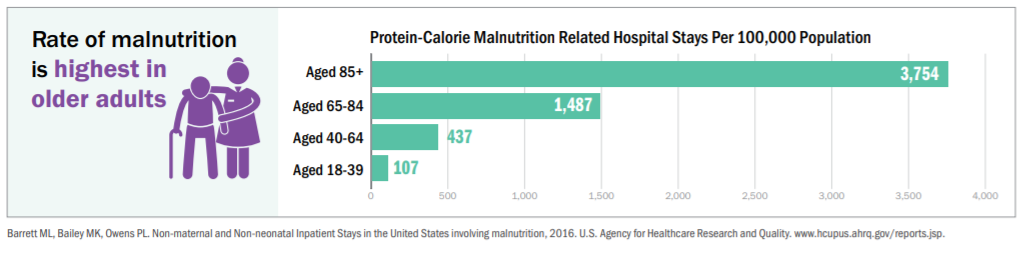 Rate of malnutrition
is highest in
older adults
Protein-Calorie Malnutrition Related Hospital Stays Per 100,000 Population
Aged 85+
3,754
Aged 65-84
1,487
Aged 40-64
437
Aged 18-39
107
0 500 1,000 1,500 2,000 2,500 3,000 3,500 4,000
Barrett ML, Bailey MK, Owens PL. Non-maternal and Non-neonatal Inpatient Stays in the United States involving malnutrition, 2016. U.S. Agency for Healthcare Research and Quality. www.hcupus.ahrq.gov/reports.jsp.